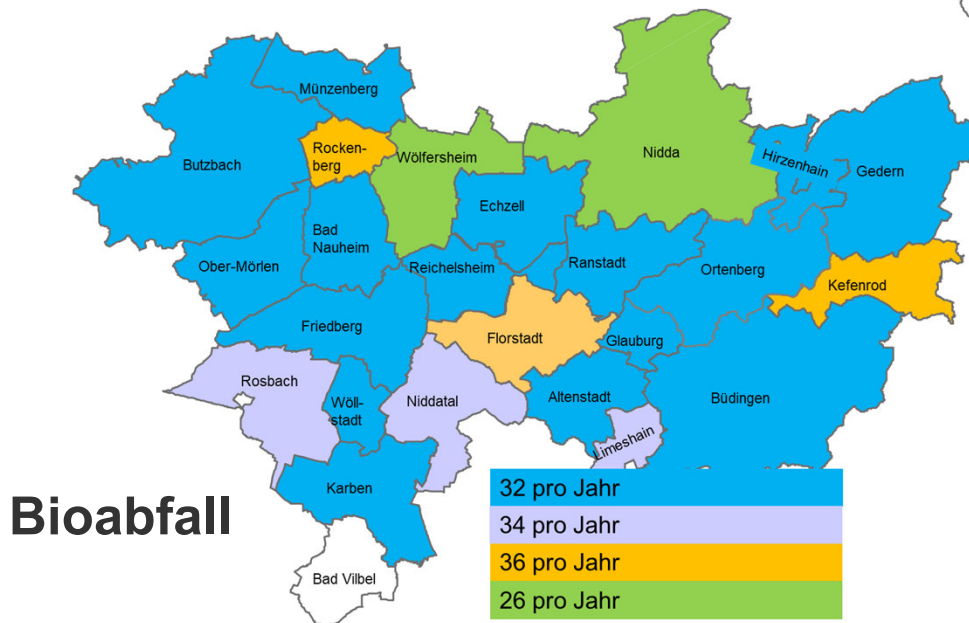 Münzenberg
Rocken-
berg
Wölfersheim
Butzbach
Nidda
Hirzenhain
Gedern
Echzell
Bad
Nauheim
Ober-Mörlen
Reichelsheim
Ranstadt
Ortenberg
Kefenrod
Friedberg
Florstadt
Glauburg
Rosbach
Wöll-
stadt
Niddatal
Altenstadt
Büdingen
Limeshain
Karben
Bad Vilbel
Bioabfall
32 pro Jahr
34 pro Jahr
36 pro Jahr
26 pro Jahr